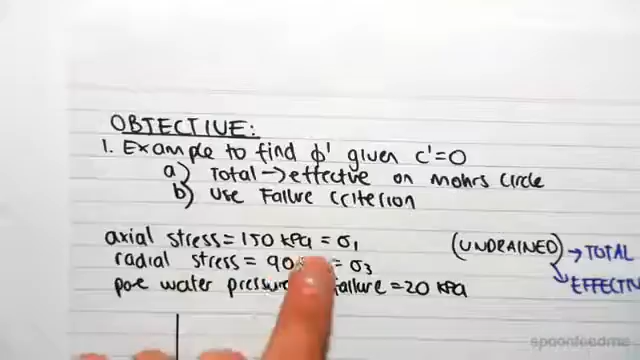 OBJECTIVE:
1. Example to find ϕ' given c'=0
a) Total → effective on mohrs circle
b) Use Failure criterion
axial stress = 150 kPa = σ1
radial stress = 90 = σ3
pore water pressure failure = 20 kPa
(UNDRAINED) → TOTAL
↳ EFFECTIV
spoonfeedme